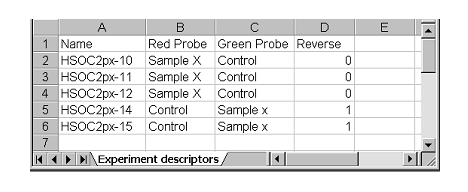 A B C D E
1 Name Red Probe Green Probe Reverse
2 HSOC2px-10 Sample X Control 0
3 HSOC2px-11 Sample X Control 0
4 HSOC2px-12 Sample X Control 0
5 HSOC2px-14 Control Sample x 1
6 HSOC2px-15 Control Sample x 1
7
Experiment descriptors